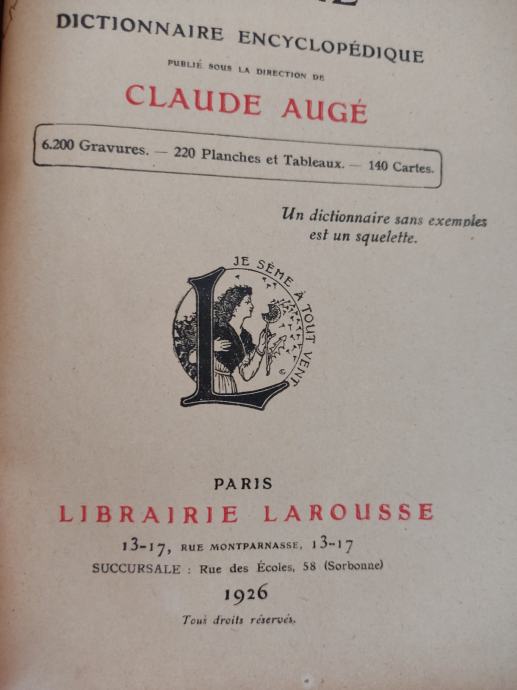 DICTIONNAIRE ENCYCLOPÉDIQUE
PUBLIÉ SOUS LA DIRECTION DE
CLAUDE AUGÉ
6.200 Gravures. — 220 Planches et Tableaux. — 140 Cartes.
Un dictionnaire sans exemples
est un squelette.
JE SÈME À TOUT VENT
L
©
PARIS
LIBRAIRIE LAROUSSE
13-17, RUE MONTPARNASSE, 13-17
SUCCURSALE : Rue des Écoles, 58 (Sorbonne)
1926
Tous droits réservés.